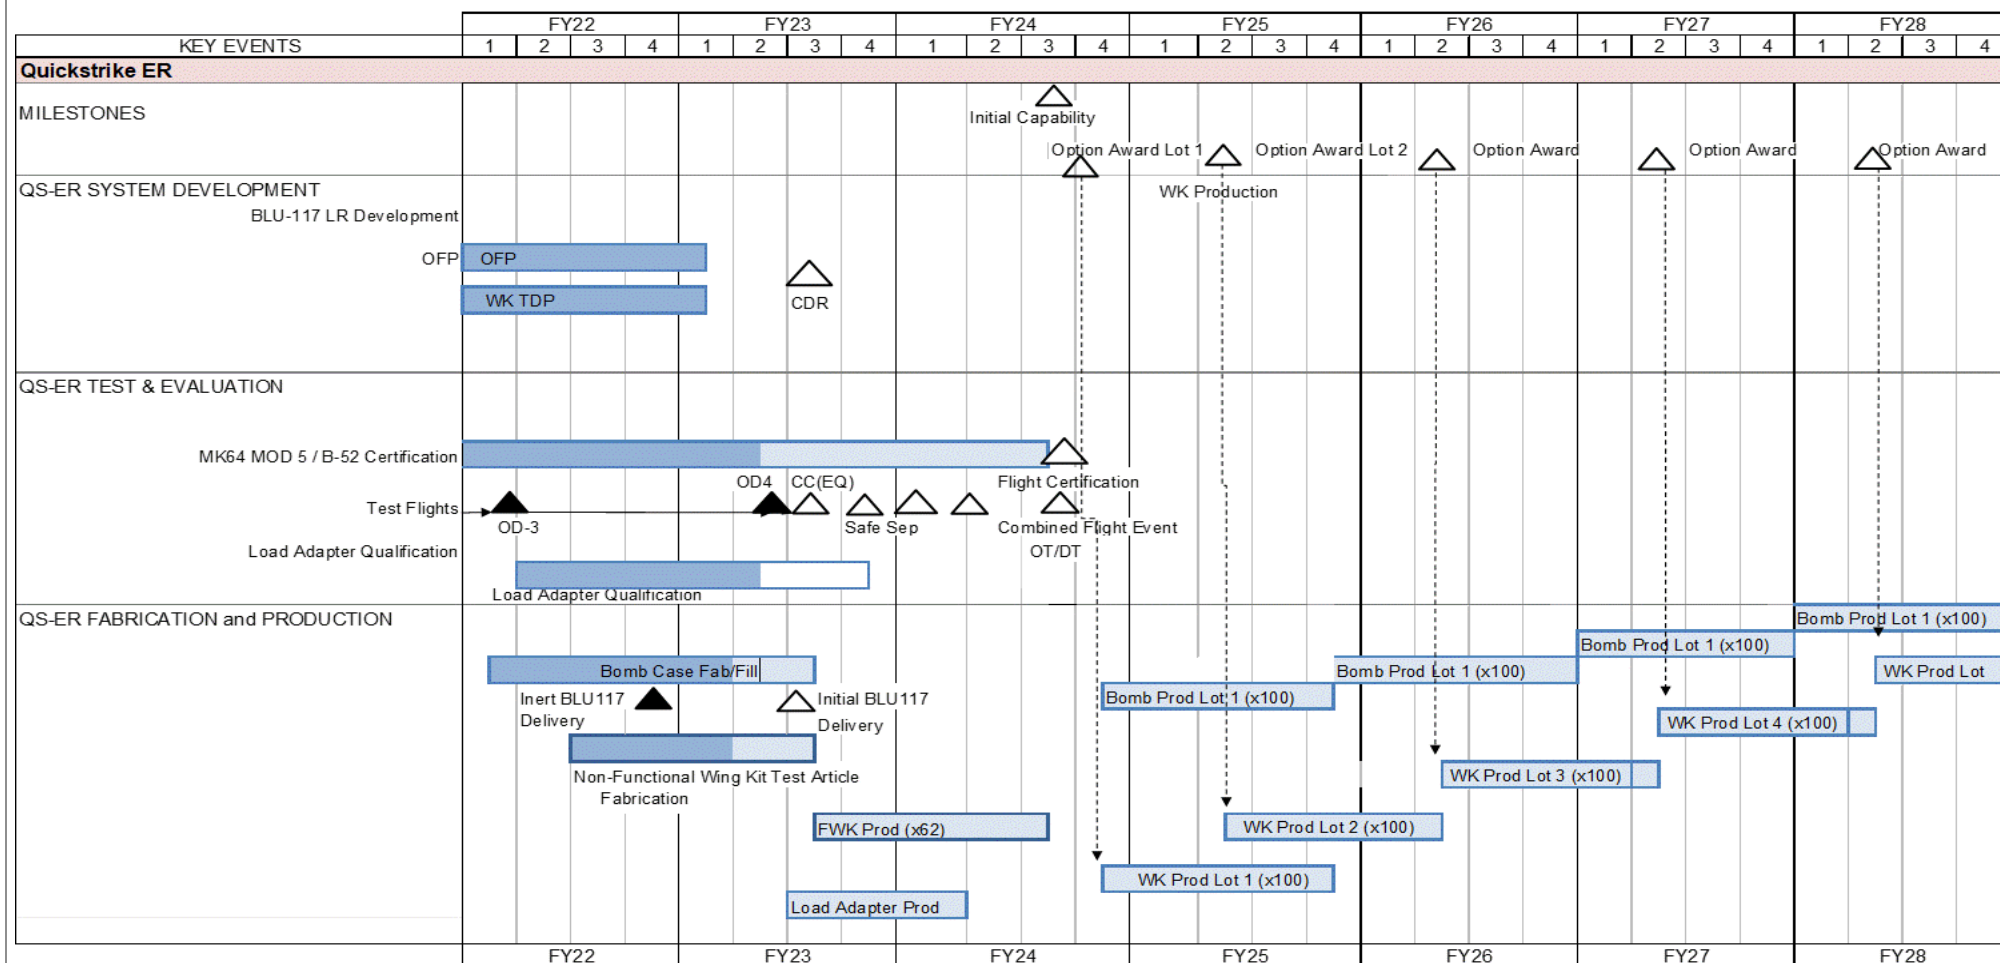 FY22 FY23 FY24 FY25 FY26 FY27 FY28
KEY EVENTS 1 2 3 4 1 2 3 4 1 2 3 4 1 2 3 4 1 2 3 4 1 2 3 4 1 2 3 4
Quickstrike ER
MILESTONES
Initial Capability
Option Award Lot 1 Option Award Lot 2 Option Award Option Award Option Award
QS-ER SYSTEM DEVELOPMENT
WK Production
BLU-117 LR Development
OFP OFP
WK TDP
CDR
QS-ER TEST & EVALUATION
MK64 MOD 5 / B-52 Certification
OD4 CC(EQ) Flight Certification
Test Flights
OD-3 Safe Sep Combined Flight Event
OT/DT
Load Adapter Qualification
Load Adapter Qualification
QS-ER FABRICATION and PRODUCTION
Bomb Prod Lot 1 (x100)
Bomb Prod Lot 1 (x100)
Bomb Case Fab/Fill Bomb Prod Lot 1 (x100) WK Prod Lot
Inert BLU117 Initial BLU117 Bomb Prod Lot 1 (x100)
Delivery Delivery WK Prod Lot 4 (x100)
Non-Functional Wing Kit Test Article WK Prod Lot 3 (x100)
Fabrication
FWK Prod (x62) WK Prod Lot 2 (x100)
WK Prod Lot 1 (x100)
Load Adapter Prod
FY22 FY23 FY24 FY25 FY26 FY27 FY28